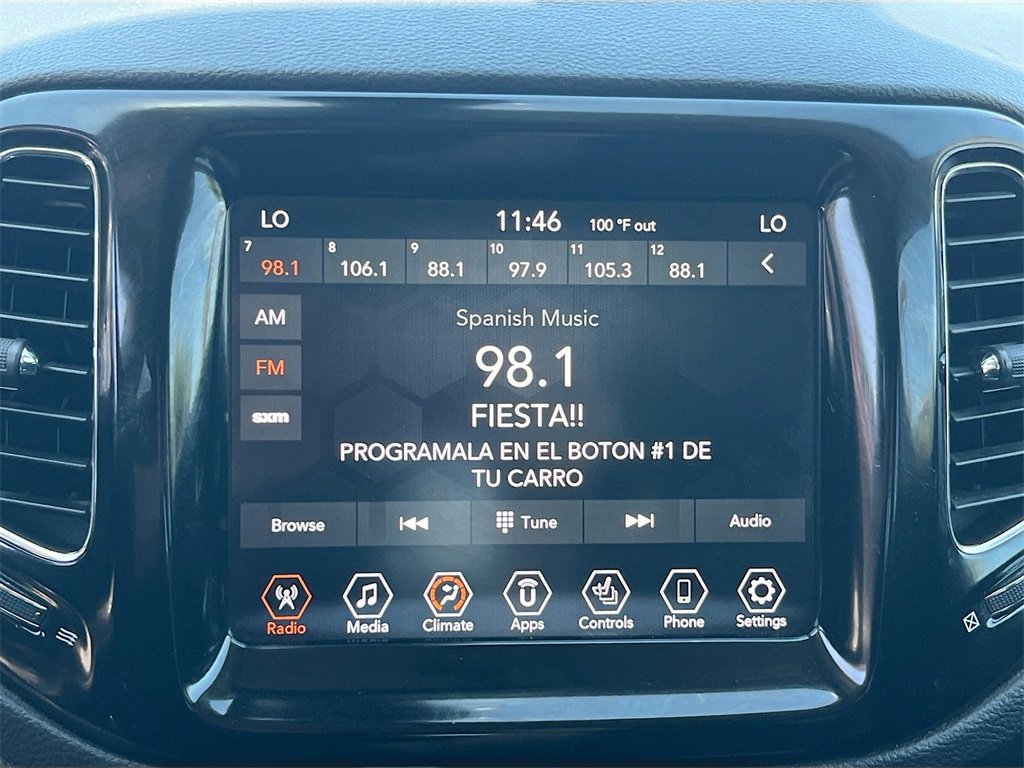 LO 11:46 100 °F out LO
7 98.1 8 106.1 9 88.1 10 97.9 11 105.3 12 88.1
AM
Spanish Music
98.1
FM
FIESTA!!
sxm
PROGRAMALA EN EL BOTON #1 DE
TU CARRO
Browse Tune Audio
Radio Media Climate Apps Controls Phone Settings